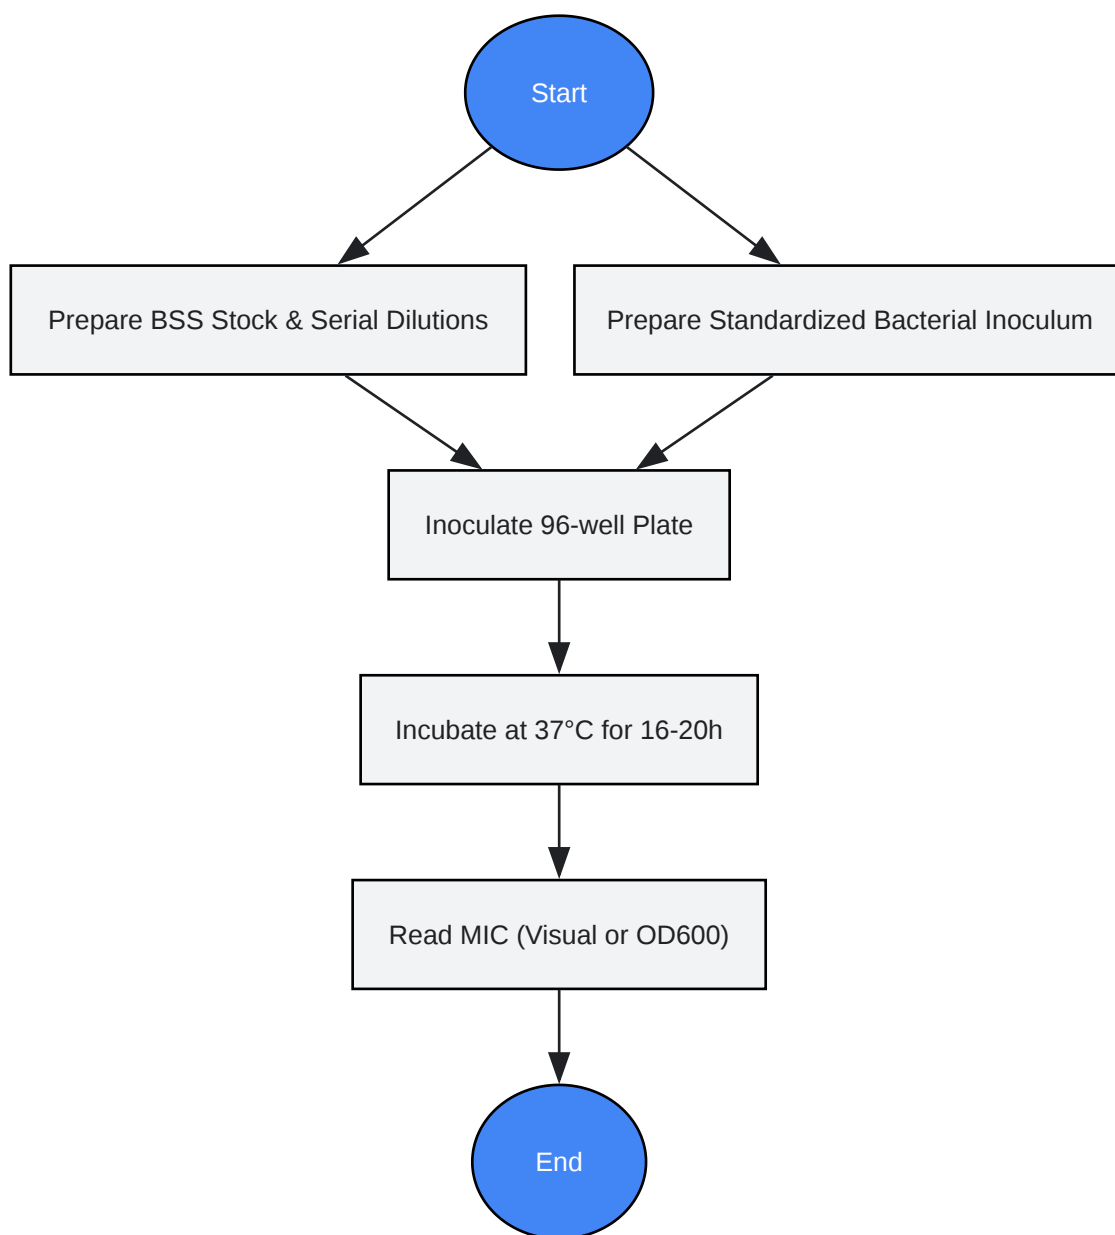 Start
Prepare BSS Stock & Serial Dilutions
Prepare Standardized Bacterial Inoculum
Inoculate 96-well Plate
Incubate at 37°C for 16-20h
Read MIC (Visual or OD600)
End